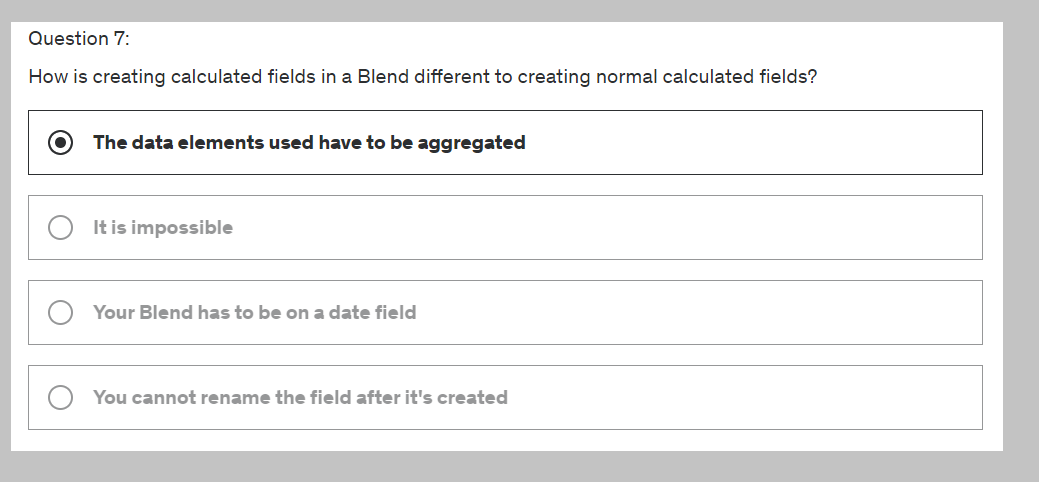 Question 7:
How is creating calculated fields in a Blend different to creating normal calculated fields?
The data elements used have to be aggregated
It is impossible
Your Blend has to be on a date field
You cannot rename the field after it's created